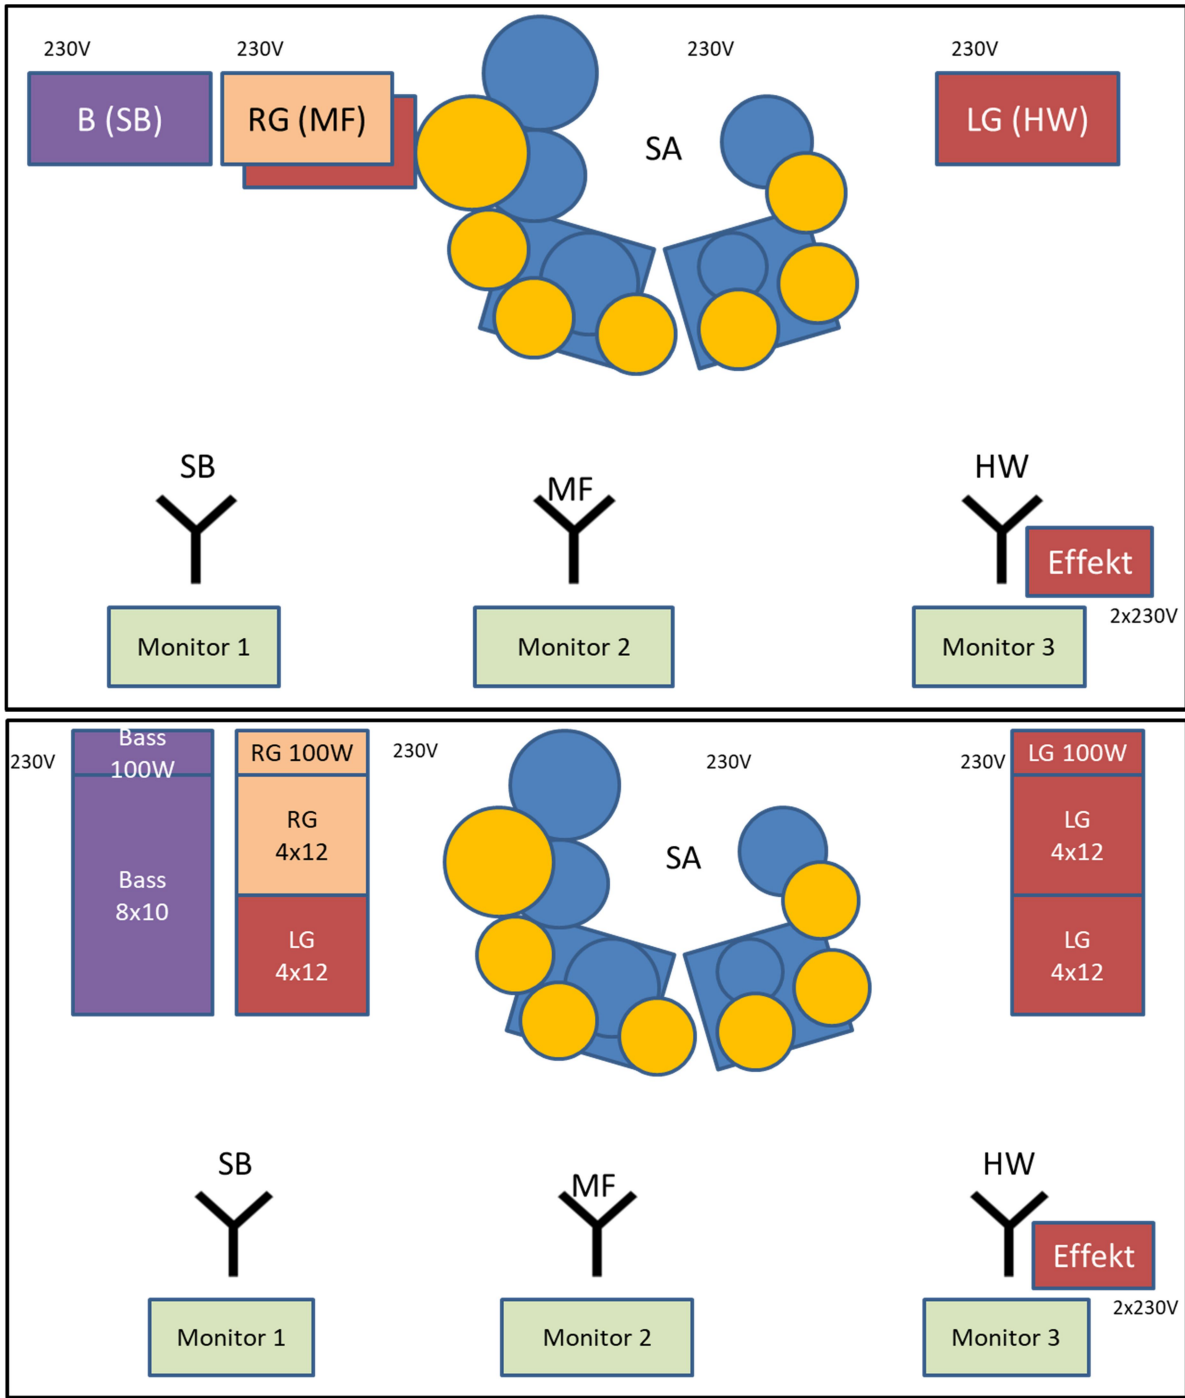 230V
230V
230V
230V
B (SB)
RG (MF)
SA
LG (HW)
SB
MF
HW
Effekt
2x230V
Monitor 1
Monitor 2
Monitor 3
230V
Bass
100W
RG 100W
230V
230V
230V
LG 100W
RG
4x12
SA
LG
4x12
Bass
8x10
LG
4x12
LG
4x12
SB
MF
HW
Effekt
2x230V
Monitor 1
Monitor 2
Monitor 3